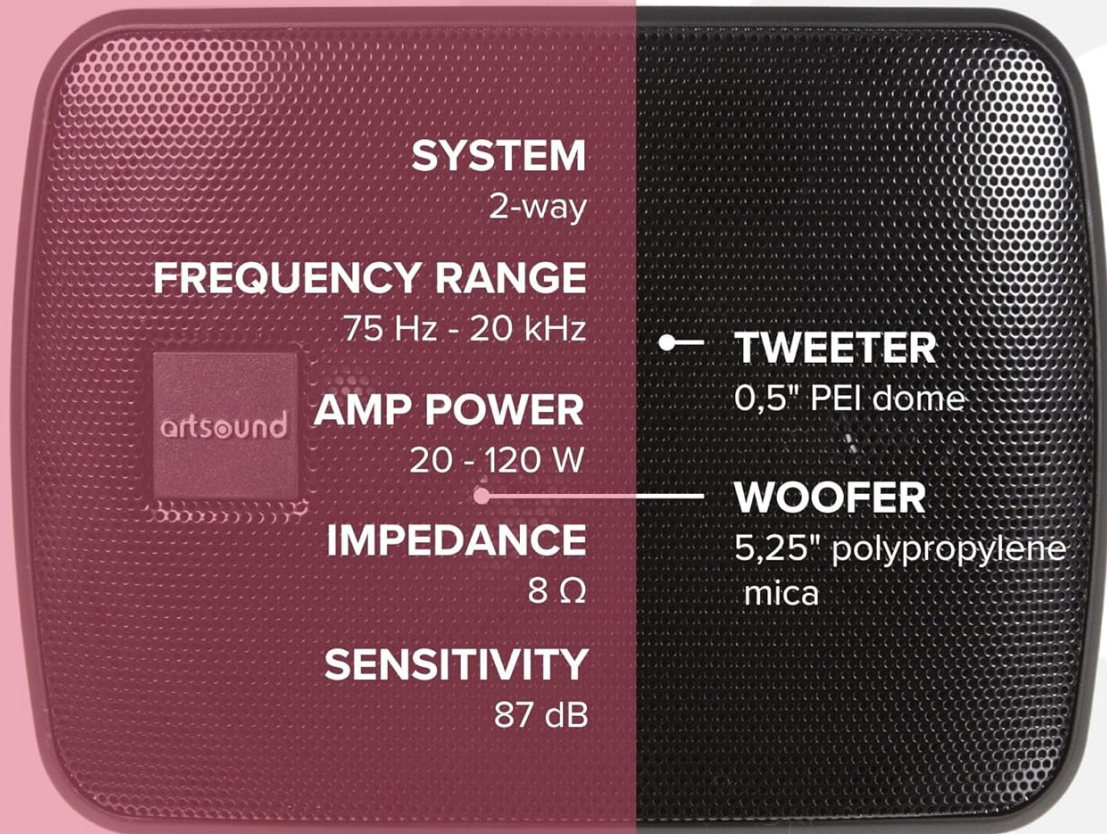 SYSTEM
2-way
FREQUENCY RANGE
75 Hz - 20 kHz
artsound
AMP POWER
20 - 120 W
IMPEDANCE
8 Ω
SENSITIVITY
87 dB
TWEETER
0,5" PEI dome
WOOFER
5,25" polypropylene
mica